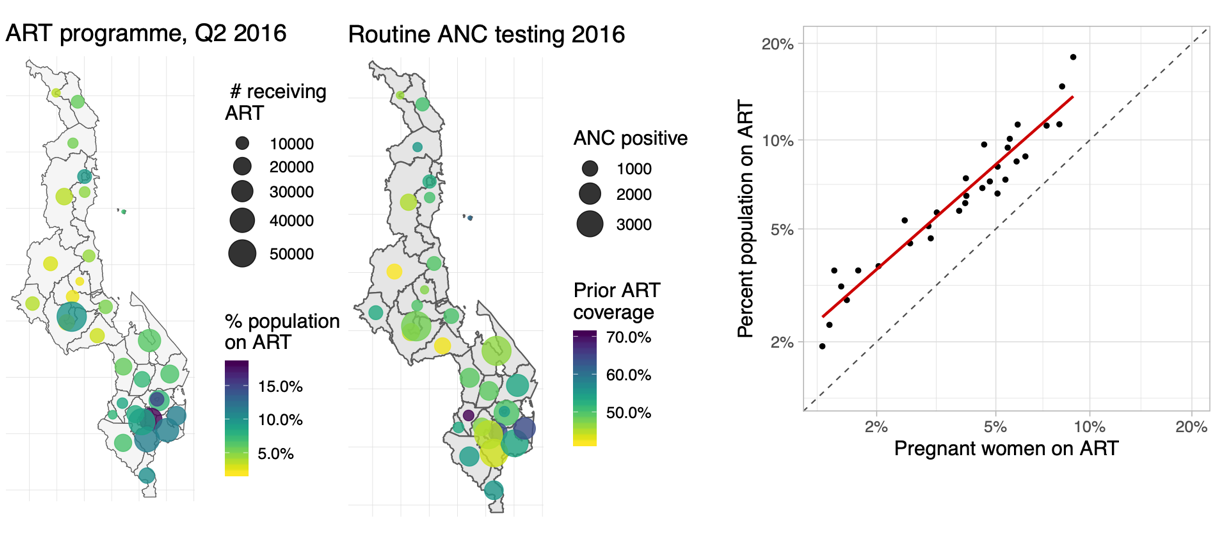 ART programme, Q2 2016
# receiving
ART
10000
20000
30000
40000
50000
% population
on ART
15.0%
10.0%
5.0%
Routine ANC testing 2016
ANC positive
1000
2000
3000
Prior ART
coverage
70.0%
60.0%
50.0%
Percent population on ART
20%
10%
5%
2%
2%
5%
10%
20%
Pregnant women on ART